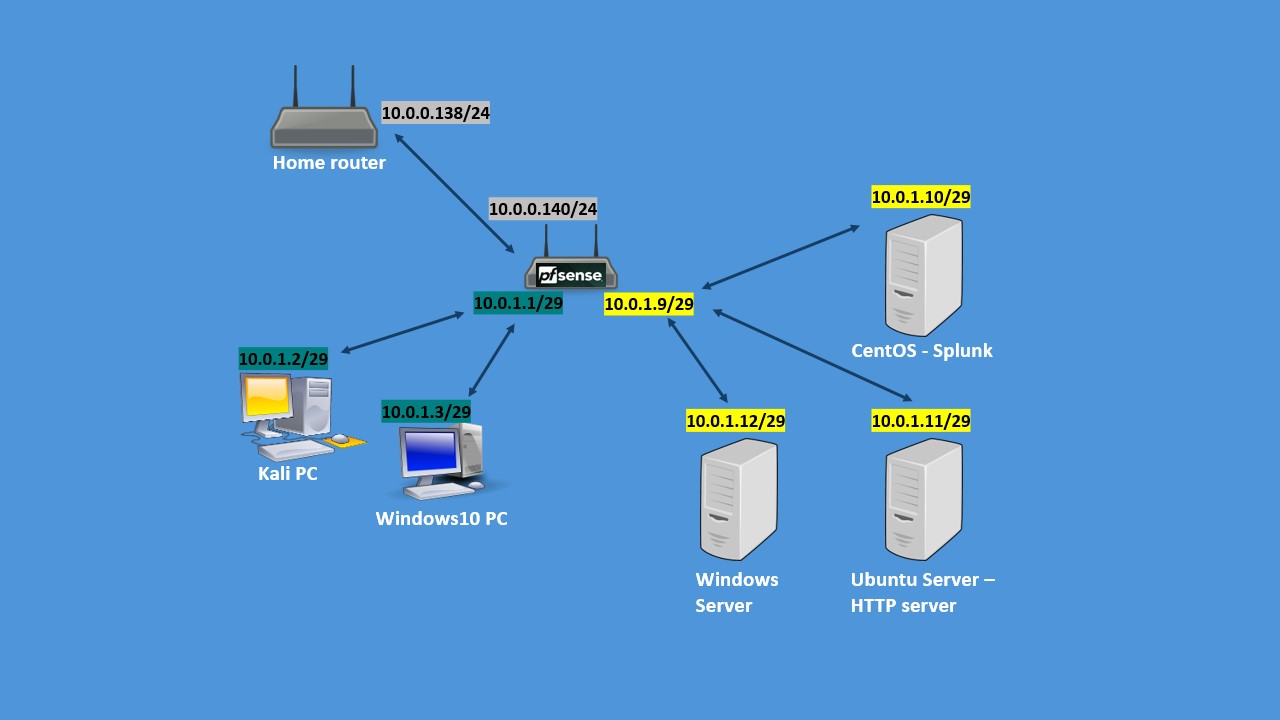 10.0.0.138/24
Home router
10.0.0.140/24
pfsense
10.0.1.1/29
10.0.1.9/29
10.0.1.10/29
CentOS - Splunk
10.0.1.2/29
Kali PC
10.0.1.3/29
Windows10 PC
10.0.1.12/29
Windows
Server
10.0.1.11/29
Ubuntu Server –
HTTP server